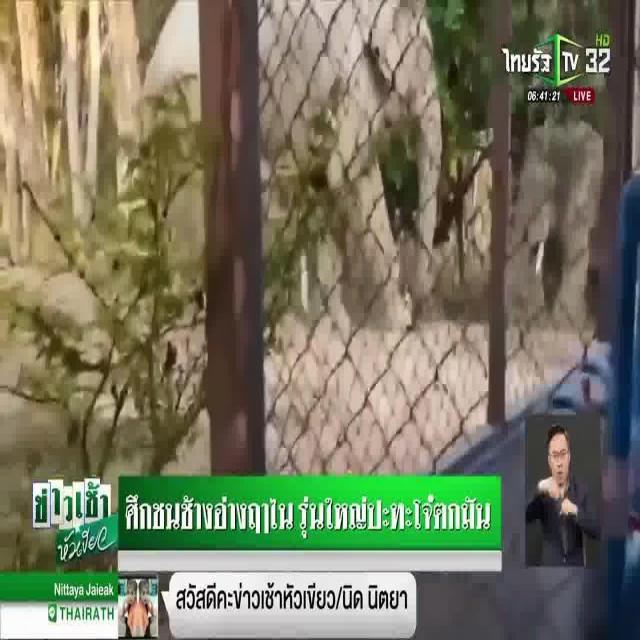 ไทยรัฐ TV 32 HD
06:41:21 LIVE
ข่าวเช้า
หัวเขียว
ศึกชนช้างอ่างฤๅไน รุ่นใหญ่ปะทะโจ๋ตกมัน
Nittaya Jaieak
THAIRATH
สวัสดีคะข่าวเช้าหัวเขียว/นิด นิตยา